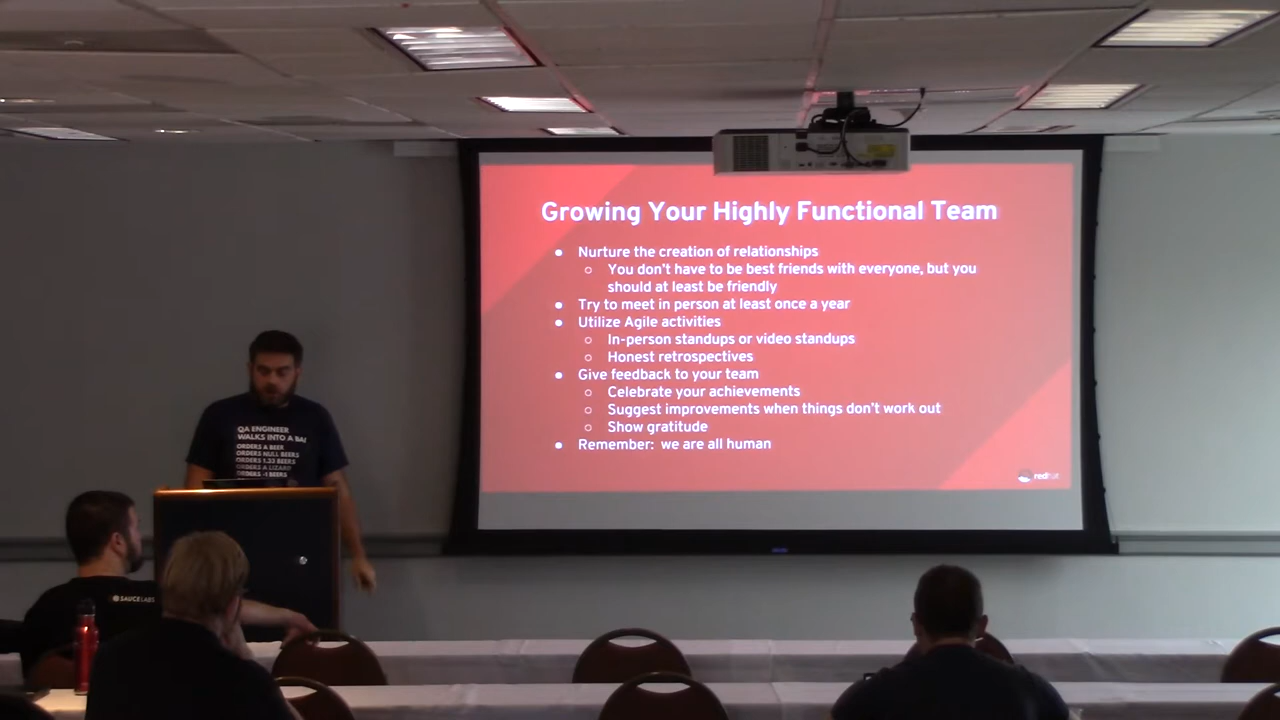 Growing Your Highly Functional Team
● Nurture the creation of relationships
○ You don't have to be best friends with everyone, but you
should at least be friendly
● Try to meet in person at least once a year
● Utilize Agile activities
○ In-person standups or video standups
○ Honest retrospectives
● Give feedback to your team
○ Celebrate your achievements
○ Suggest improvements when things don't work out
○ Show gratitude
● Remember: we are all human
redhat
QA ENGINEER
WALKS INTO A BAR
ORDERS A BEER
ORDERS NULL BEERS
ORDERS 1.33 BEERS
ORDERS A LIZARD
ORDERS -1 BEERS
SAUCELABS